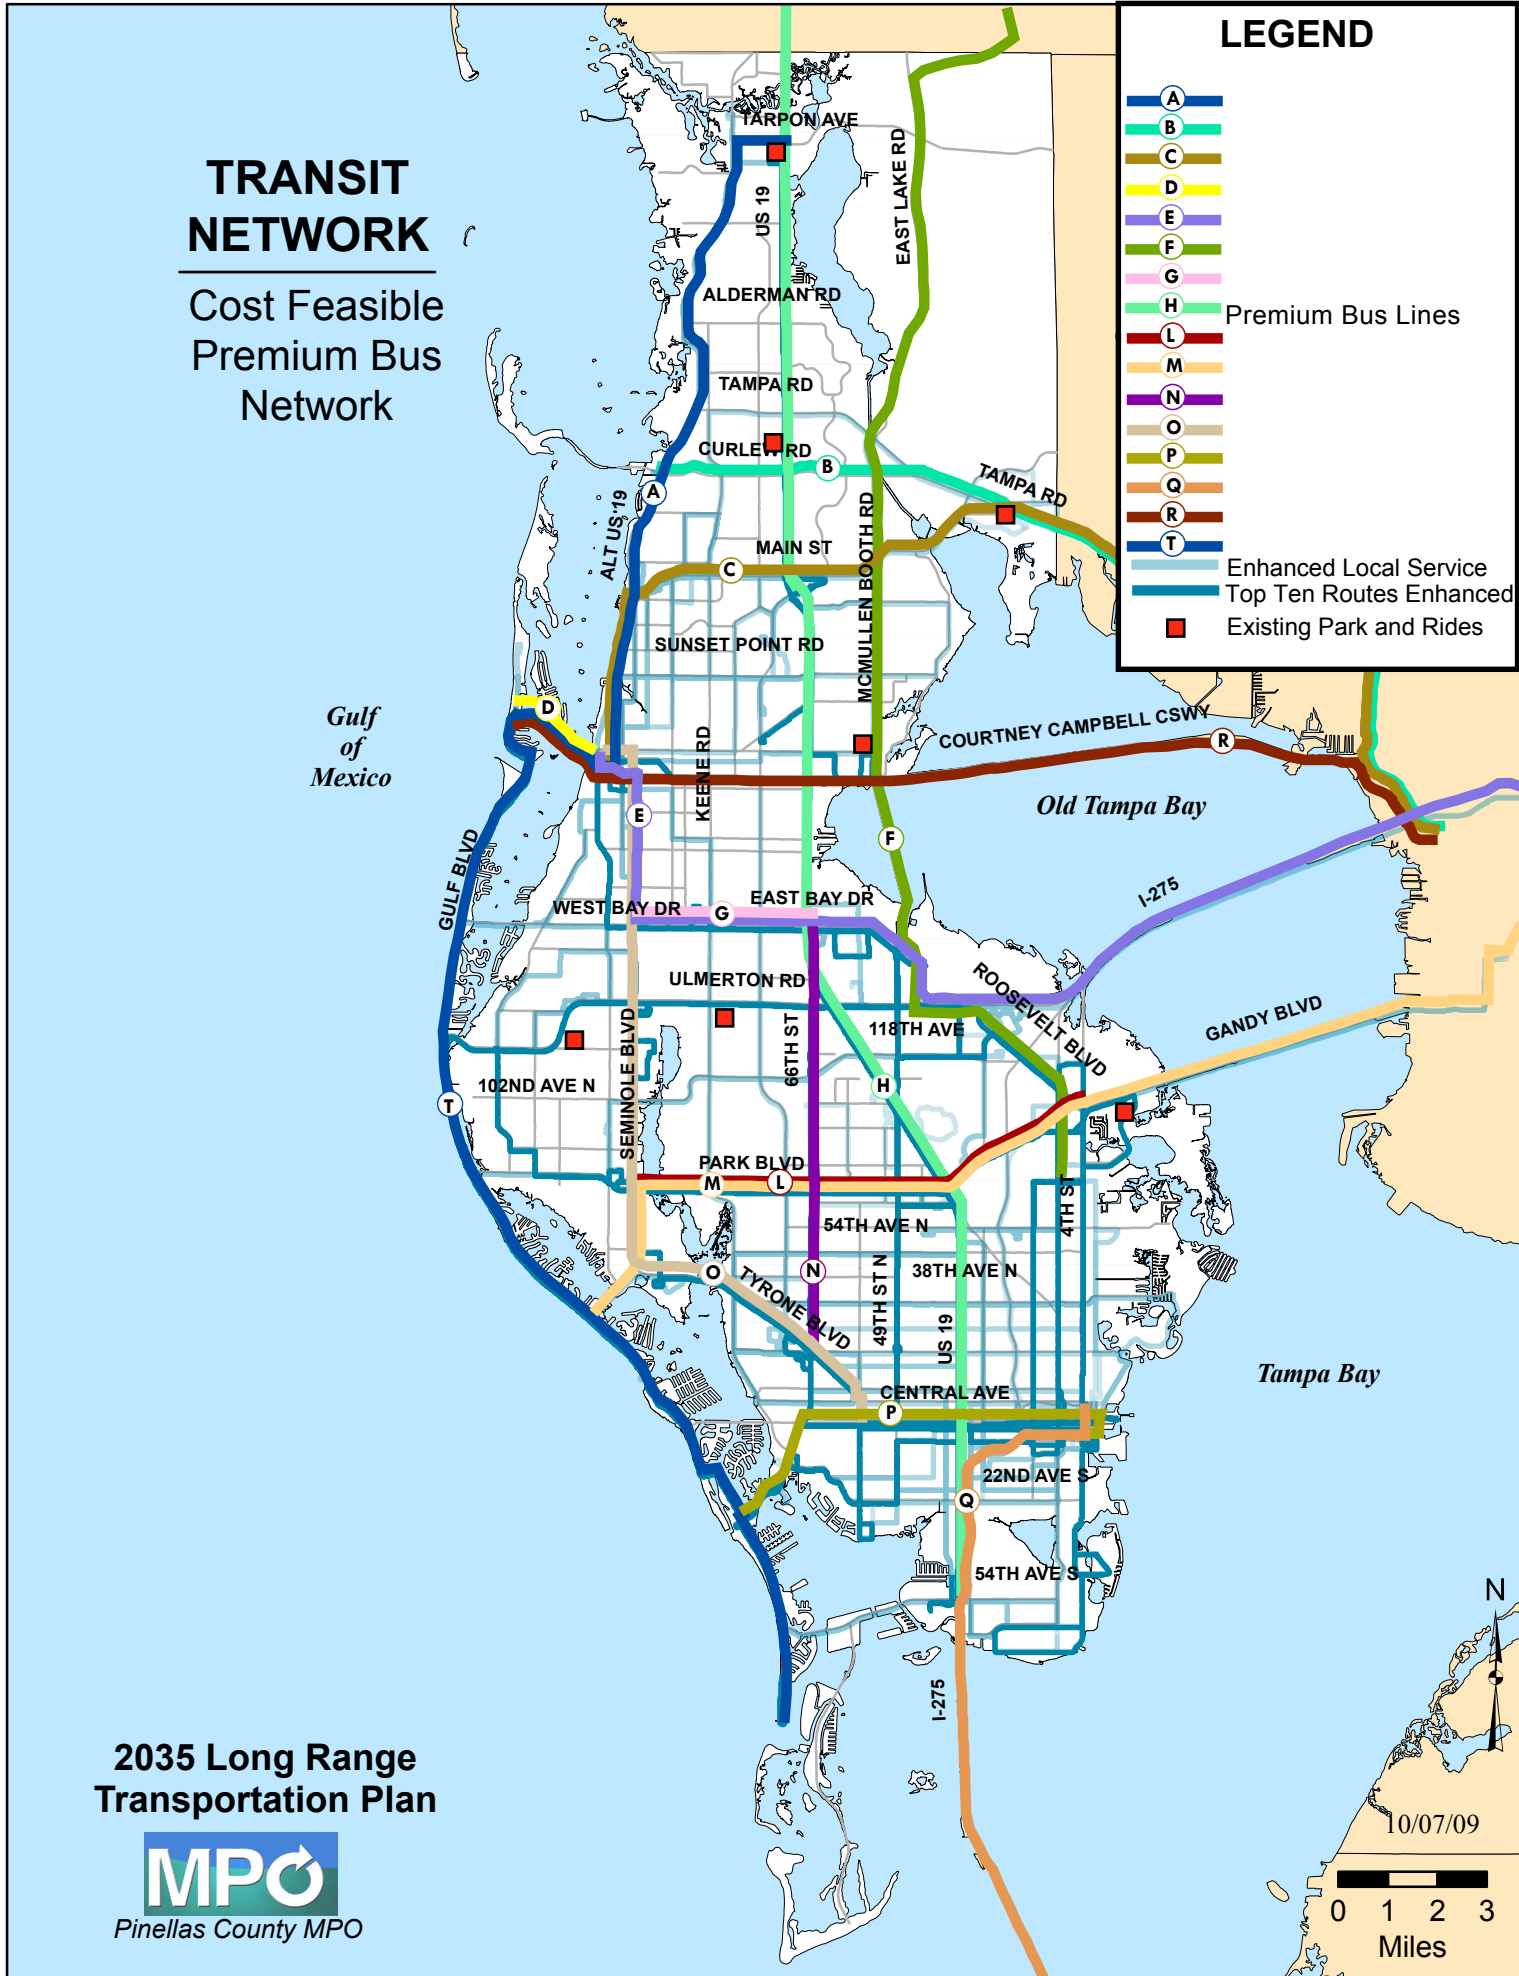 TRANSIT
NETWORK
Cost Feasible
Premium Bus
Network
LEGEND
A
B
C
D
E
F
G
H
Premium Bus Lines
L
M
N
O
P
Q
R
T
Enhanced Local Service
Top Ten Routes Enhanced
Existing Park and Rides
TARPON AVE
US 19
EAST LAKE RD
ALDERMAN RD
TAMPA RD
CURLEW RD
B
TAMPA RD
A
ALT US 19
MAIN ST
C
MCMULLEN BOOTH RD
SUNSET POINT RD
D
Gulf
of
Mexico
KEENE RD
COURTNEY CAMPBELL CSWY
R
Old Tampa Bay
E
F
GULF BLVD
I-275
WEST BAY DR
G
EAST BAY DR
ULMERTON RD
ROOSEVELT BLVD
GANDY BLVD
118TH AVE
66TH ST
SEMINOLE BLVD
102ND AVE N
H
T
PARK BLVD
M
L
54TH AVE N
4TH ST
N
O
38TH AVE N
TYRONE BLVD
49TH ST N
US 19
CENTRAL AVE
P
Tampa Bay
22ND AVE S
Q
54TH AVE S
I-275
N
2035 Long Range
Transportation Plan
MPO
Pinellas County MPO
10/07/09
0 1 2 3
Miles